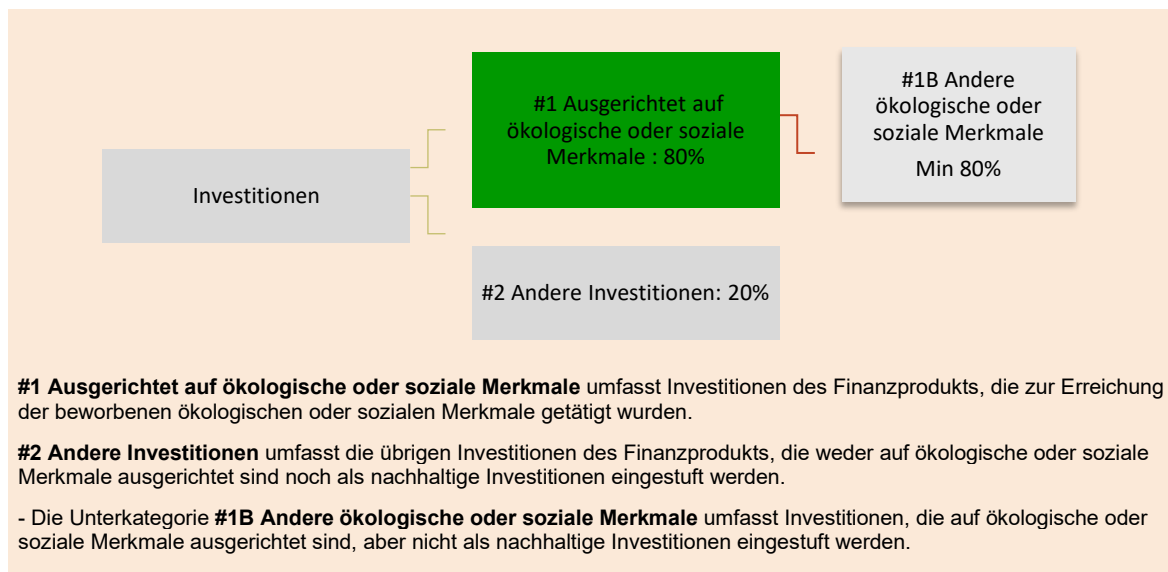 #1 Ausgerichtet auf
ökologische oder soziale
Merkmale : 80%
#1B Andere
ökologische oder
soziale Merkmale
Min 80%
Investitionen
#2 Andere Investitionen: 20%
#1 Ausgerichtet auf ökologische oder soziale Merkmale umfasst Investitionen des Finanzprodukts, die zur Erreichung
der beworbenen ökologischen oder sozialen Merkmale getätigt wurden.
#2 Andere Investitionen umfasst die übrigen Investitionen des Finanzprodukts, die weder auf ökologische oder soziale
Merkmale ausgerichtet sind noch als nachhaltige Investitionen eingestuft werden.
- Die Unterkategorie #1B Andere ökologische oder soziale Merkmale umfasst Investitionen, die auf ökologische oder
soziale Merkmale ausgerichtet sind, aber nicht als nachhaltige Investitionen eingestuft werden.